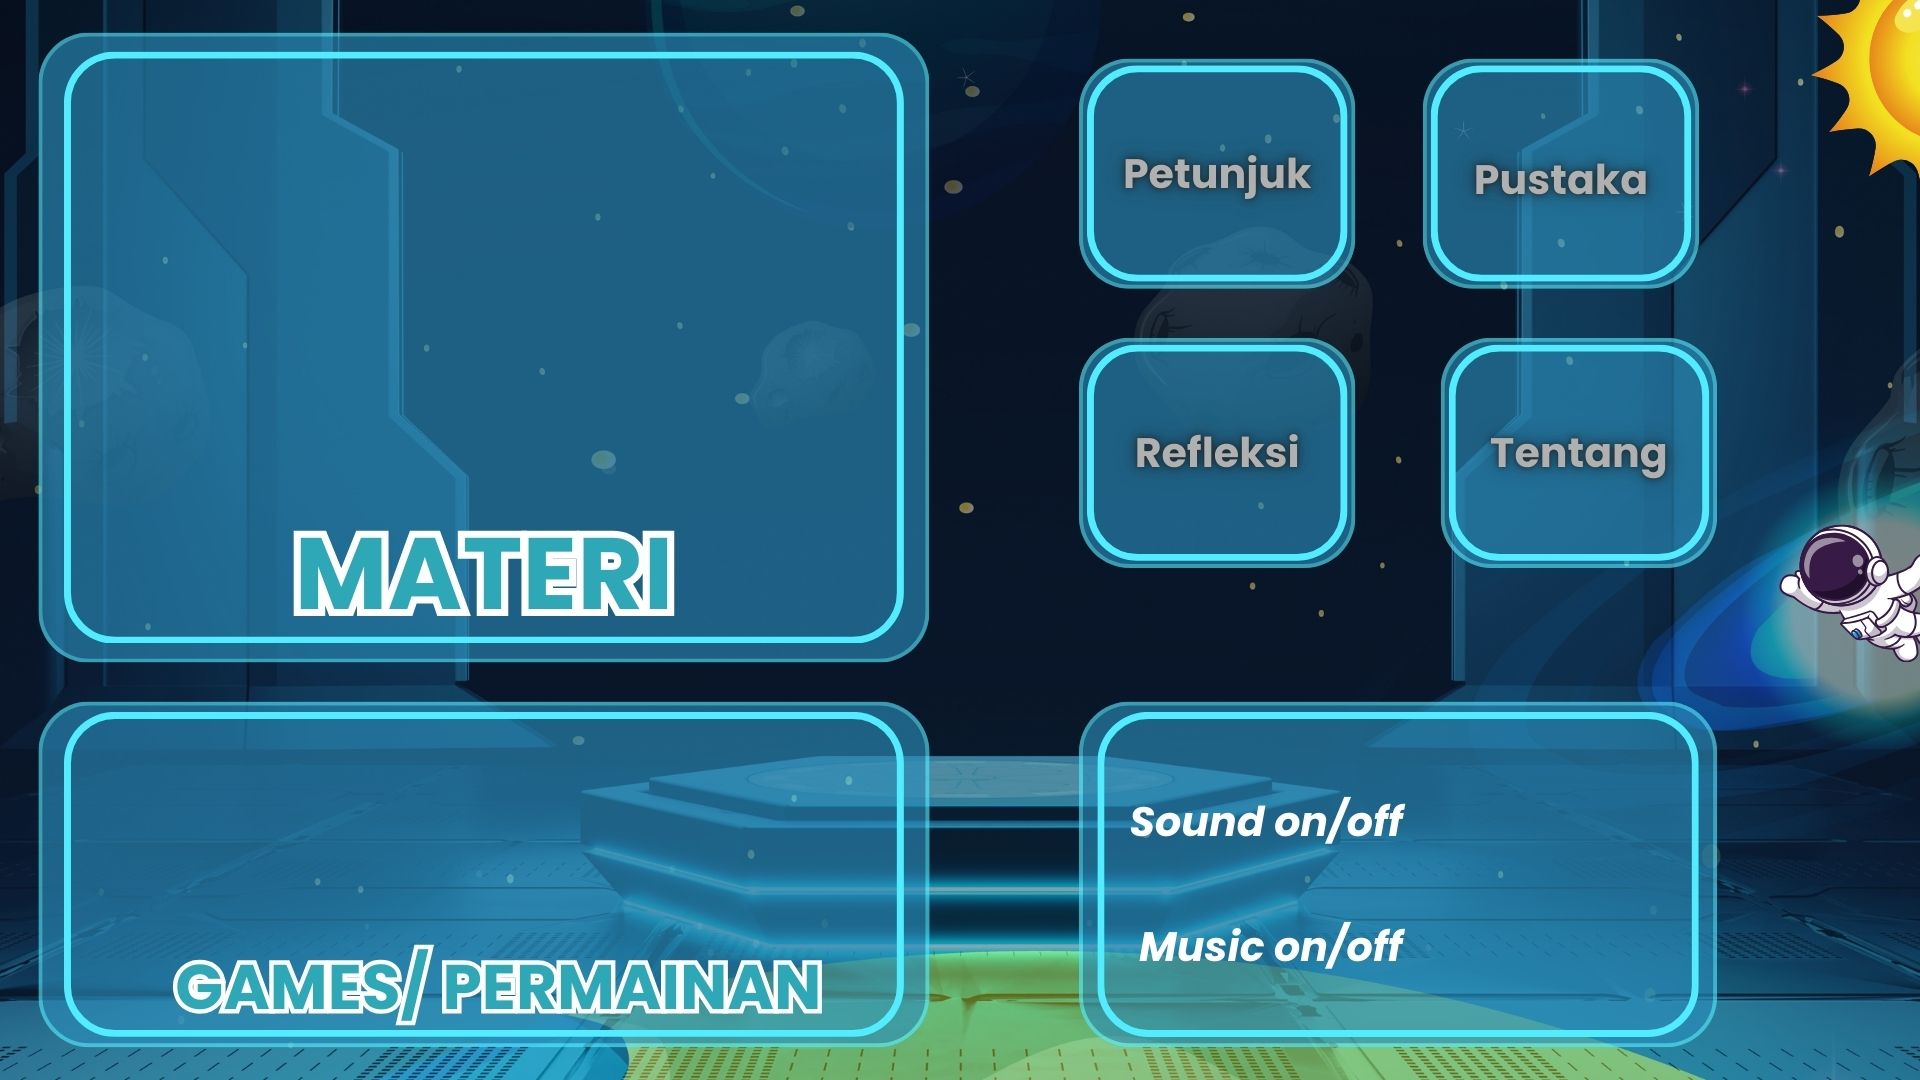 Petunjuk
Pustaka
Refleksi
Tentang
MATERI
GAMES/ PERMAINAN
Sound on/off
Music on/off